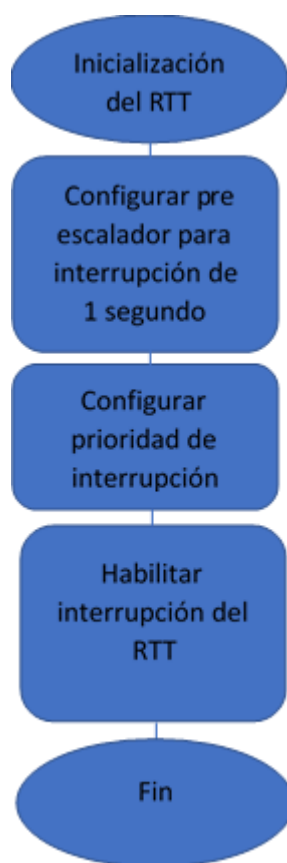 Inicialización
del RTT
Configurar pre
escalador para
interrupción de
1 segundo
Configurar
prioridad de
interrupción
Habilitar
interrupción del
RTT
Fin